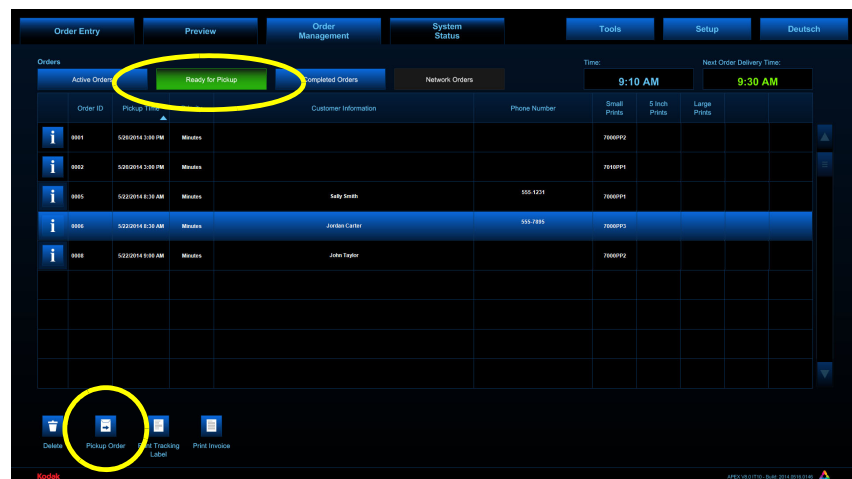 Order Entry
Preview
Order
Management
System
Status
Tools
Setup
Deutsch
Orders
Time:
Next Order Delivery Time:
Active Orders
Ready for Pickup
Completed Orders
Network Orders
9:10 AM
9:30 AM
Order ID
Pickup Time
Customer Information
Phone Number
Small
Prints
5 Inch
Prints
Large
Prints
i 0001 5/20/2014 3:00 PM Minutes 7000PP2
i 0002 5/20/2014 3:00 PM Minutes 7010PP1
i 0005 5/22/2014 8:30 AM Minutes Sally Smith 555-1231 7000PP1
i 0006 5/22/2014 8:30 AM Minutes Jordan Carter 555-7895 7000PP3
i 0008 5/22/2014 9:00 AM Minutes John Taylor 7000PP2
Delete
Pickup Order
Print Tracking
Label
Print Invoice
Kodak